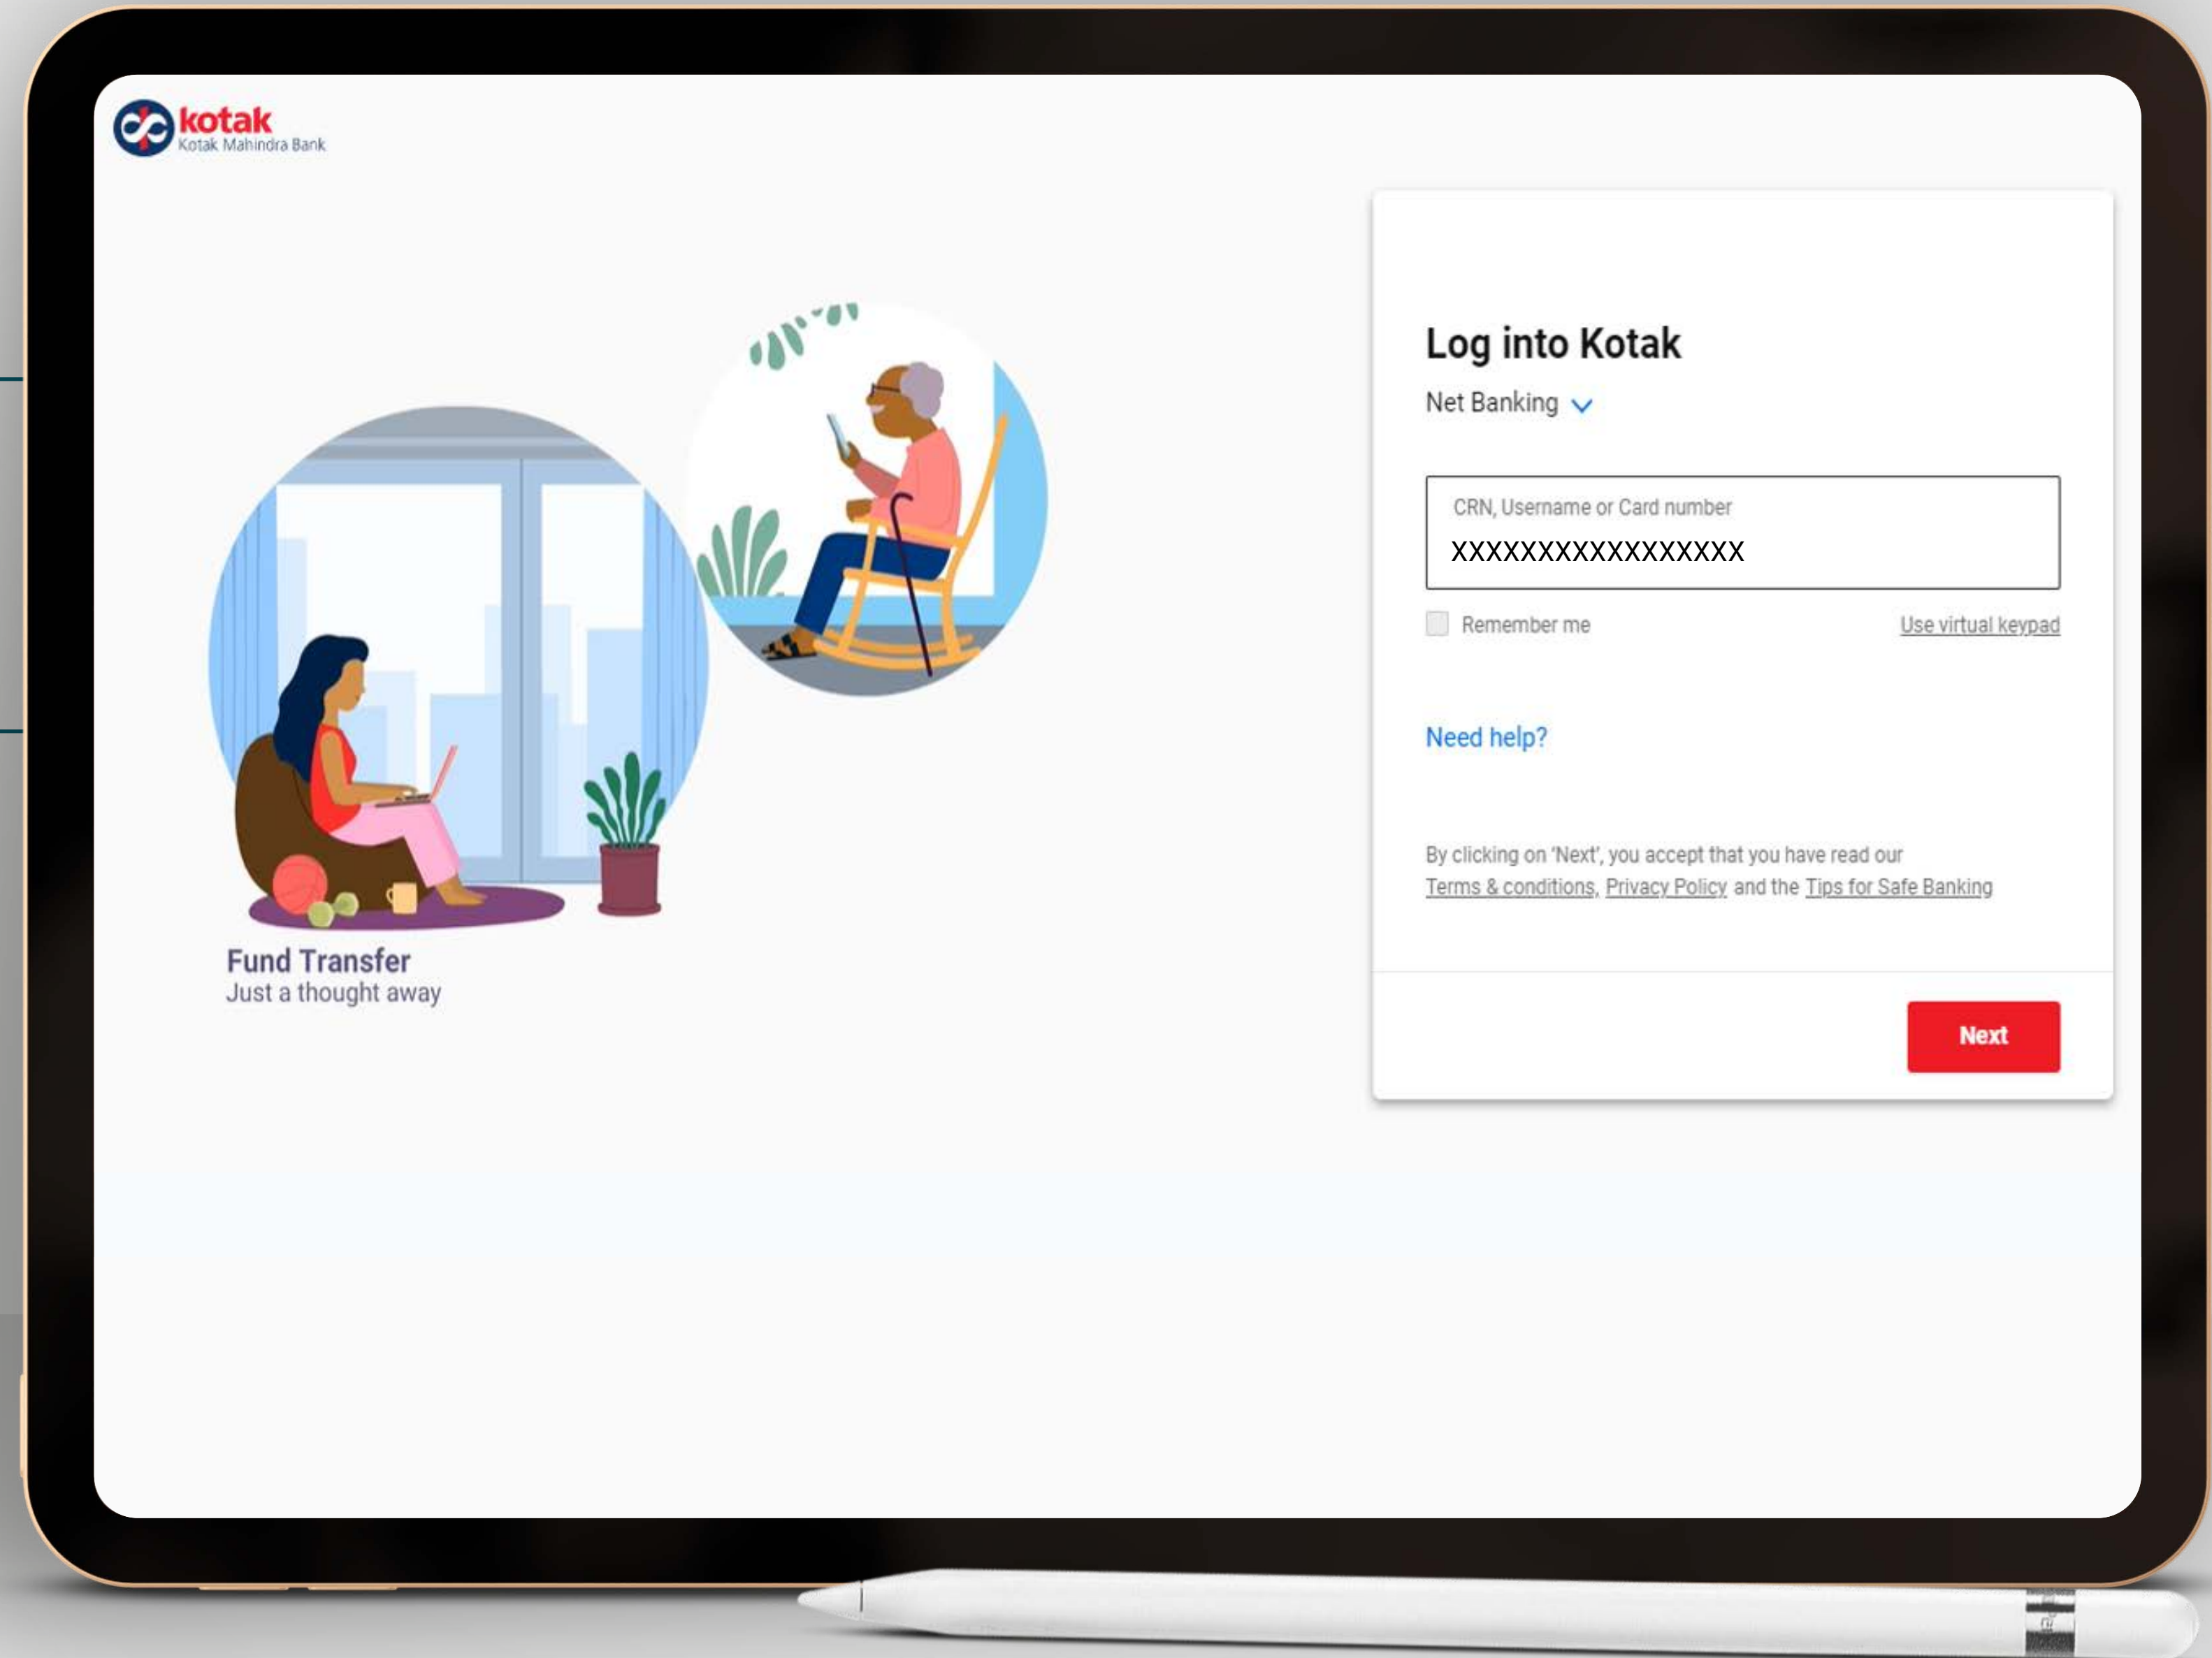 kotak
Kotak Mahindra Bank
Log into Kotak
Net Banking
CRN, Username or Card number
XXXXXXXXXXXXXXXXX
Remember me
Use virtual keypad
Need help?
By clicking on 'Next', you accept that you have read our
Terms & conditions, Privacy Policy and the Tips for Safe Banking
Next
Fund Transfer
Just a thought away